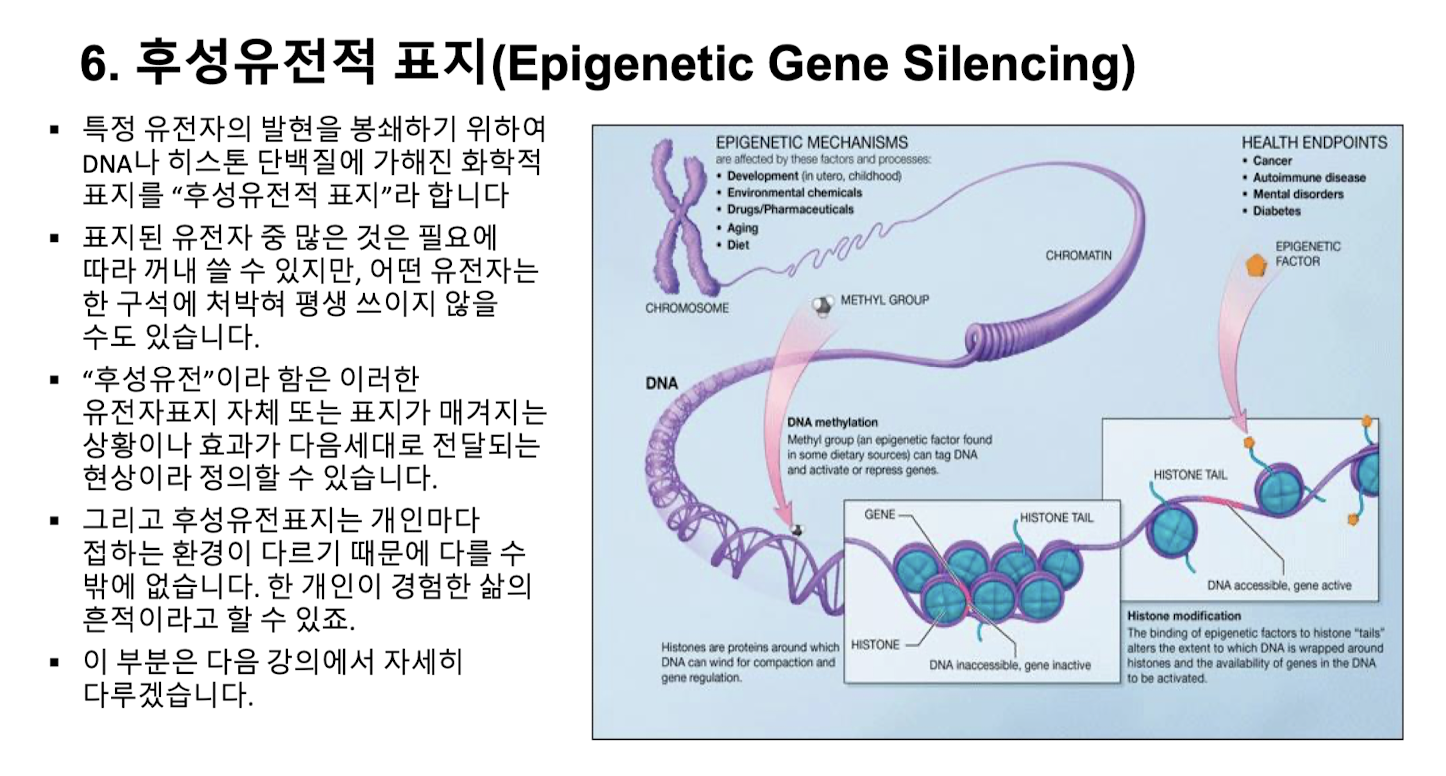 6. 후성유전적 표지(Epigenetic Gene Silencing)
▪ 특정 유전자의 발현을 봉쇄하기 위하여
DNA나 히스톤 단백질에 가해진 화학적
표지를 “후성유전적 표지”라 합니다
▪ 표지된 유전자 중 많은 것은 필요에
따라 꺼내 쓸 수 있지만, 어떤 유전자는
한 구석에 처박혀 평생 쓰이지 않을
수도 있습니다.
▪ “후성유전”이라 함은 이러한
유전자표지 자체 또는 표지가 매겨지는
상황이나 효과가 다음세대로 전달되는
현상이라 정의할 수 있습니다.
▪ 그리고 후성유전표지는 개인마다
접하는 환경이 다르기 때문에 다를 수
밖에 없습니다. 한 개인이 경험한 삶의
흔적이라고 할 수 있죠.
▪ 이 부분은 다음 강의에서 자세히
다루겠습니다.
EPIGENETIC MECHANISMS
are affected by these factors and processes:
• Development (in utero, childhood)
• Environmental chemicals
• Drugs/Pharmaceuticals
• Aging
• Diet
HEALTH ENDPOINTS
• Cancer
• Autoimmune disease
• Mental disorders
• Diabetes
EPIGENETIC
FACTOR
CHROMATIN
CHROMOSOME
METHYL GROUP
DNA
DNA methylation
Methyl group (an epigenetic factor found
in some dietary sources) can tag DNA
and activate or repress genes.
HISTONE TAIL
GENE
HISTONE TAIL
DNA accessible, gene active
HISTONE
DNA inaccessible, gene inactive
Histones are proteins around which
DNA can wind for compaction and
gene regulation.
Histone modification
The binding of epigenetic factors to histone “tails”
alters the extent to which DNA is wrapped around
histones and the availability of genes in the DNA
to be activated.